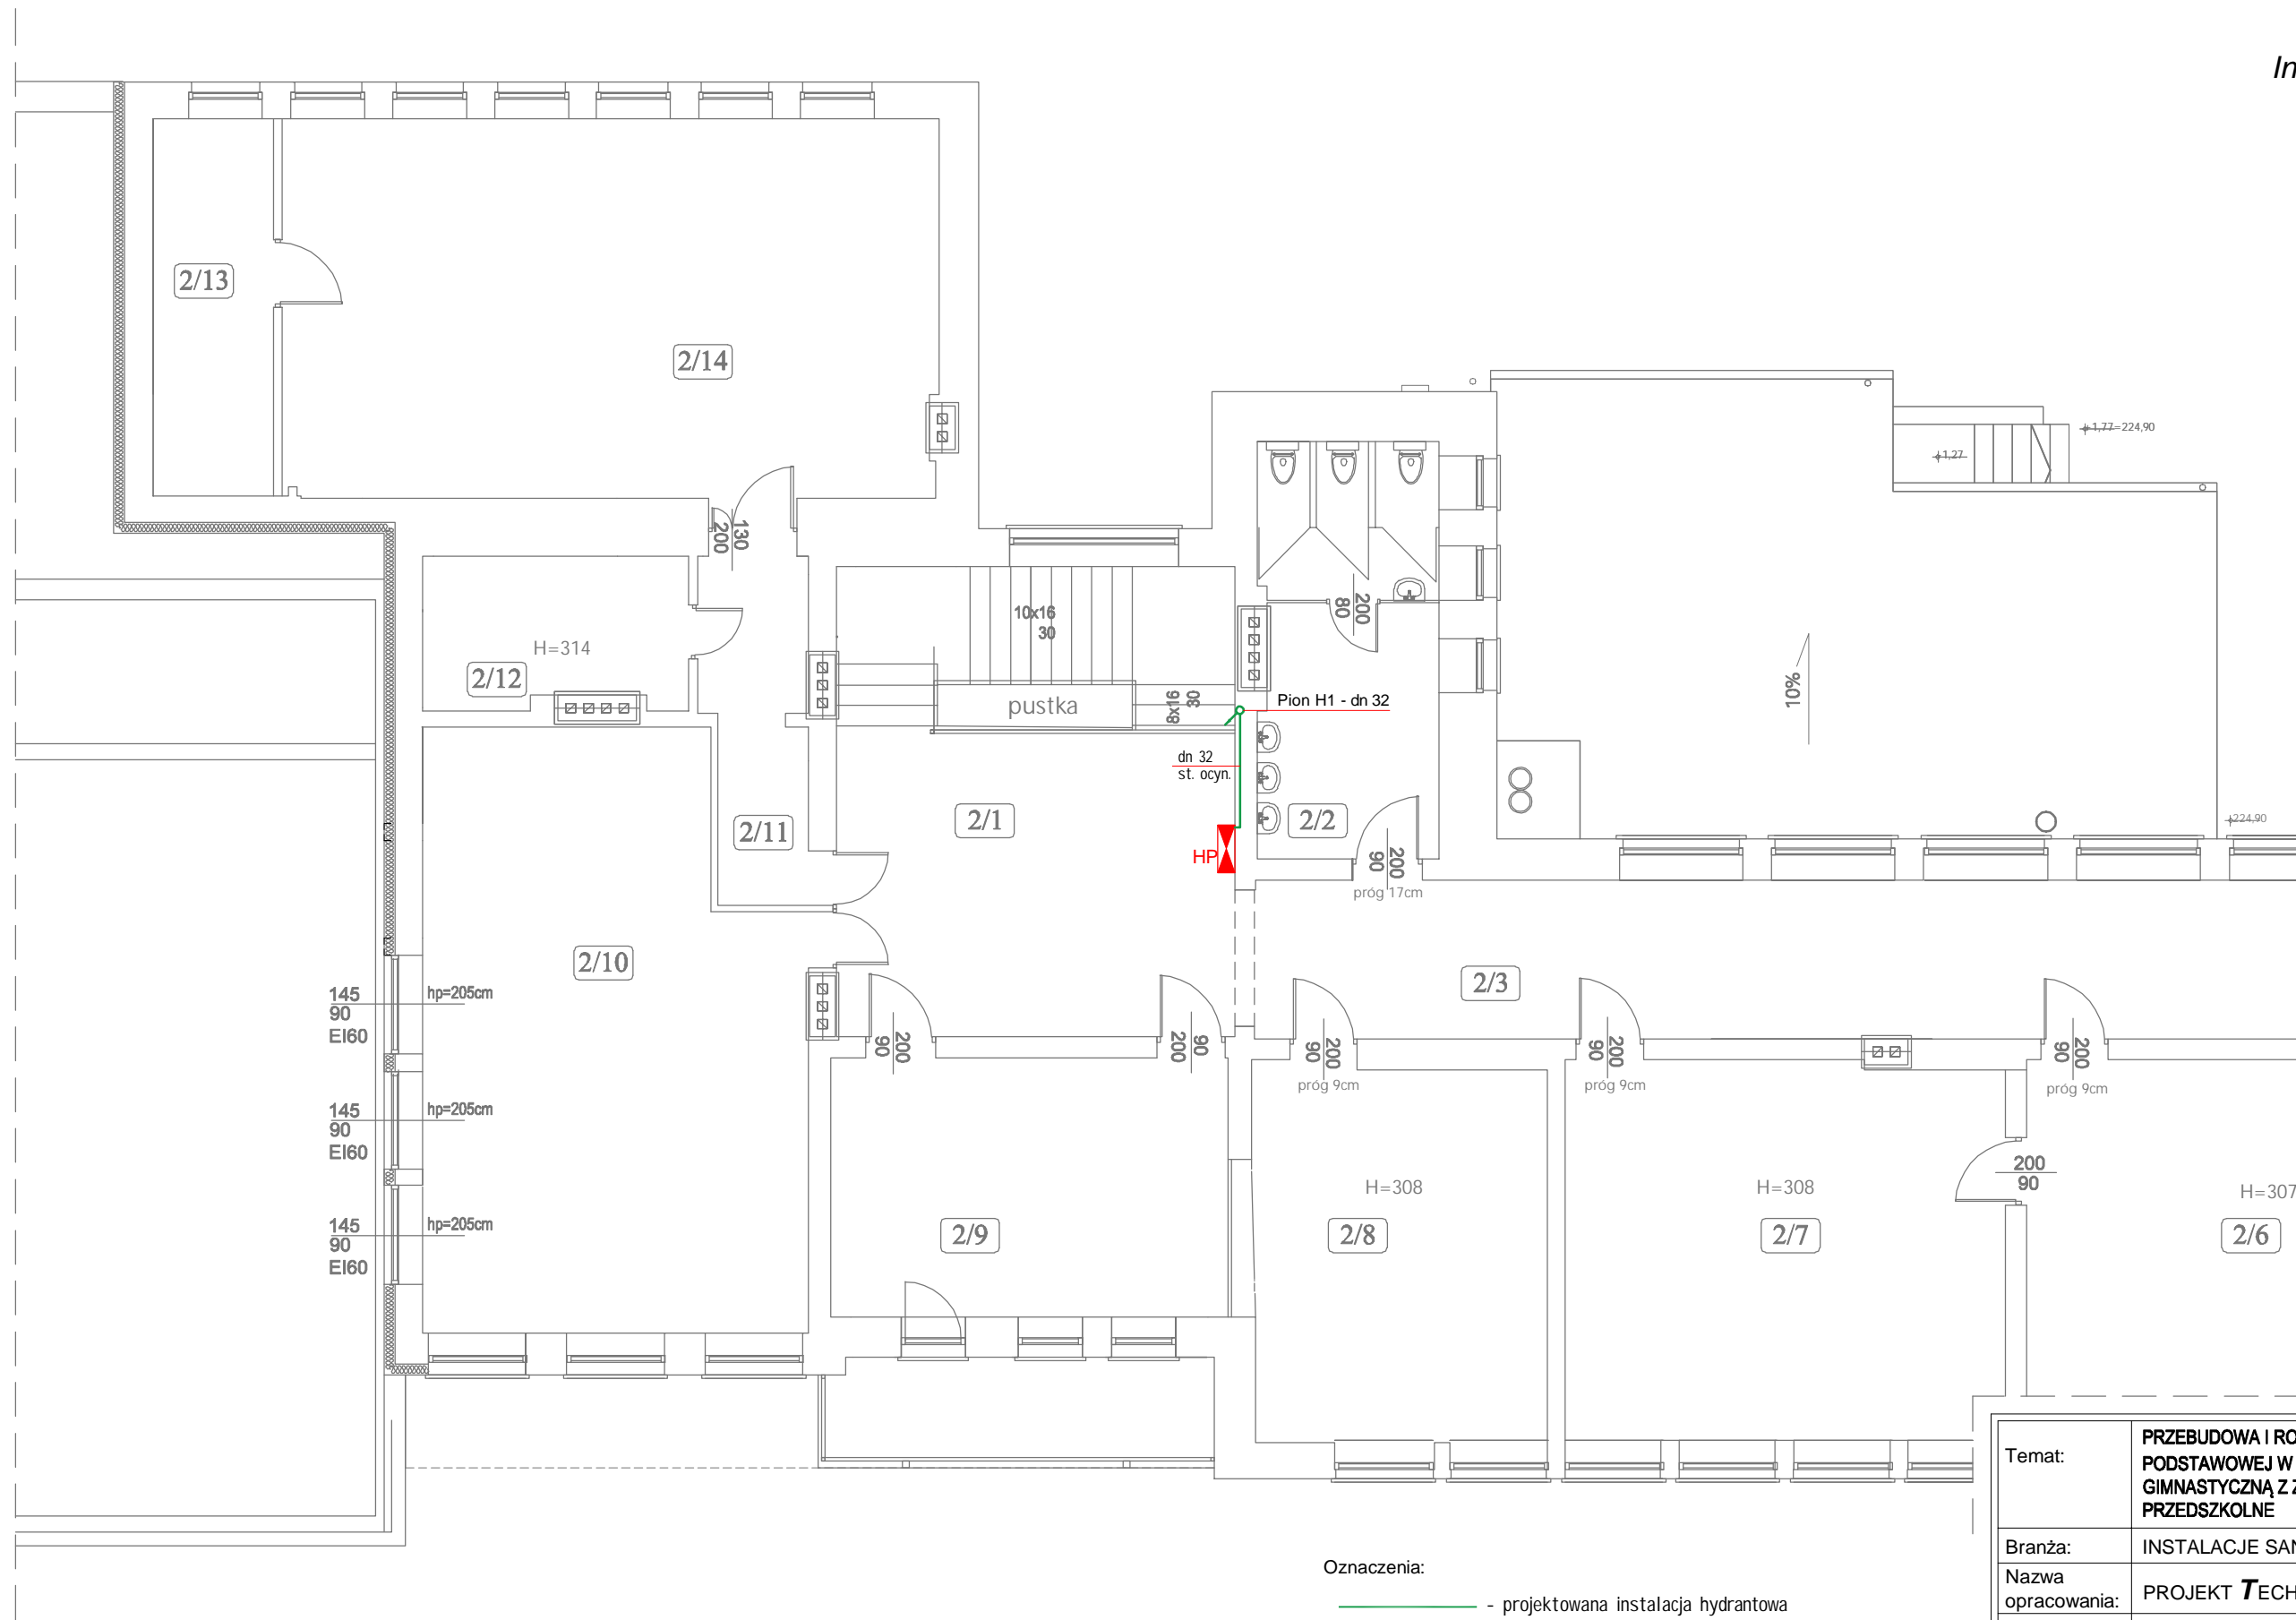 In
2/13
2/14
+1,77=224,90
+1,27
130
200
10x16
30
200
80
H=314
2/12
pustka
8x16
30
Pion H1 - dn 32
10%
dn 32
st. ocyn.
2/11
2/1
2/2
224,90
HP
200
90
próg 17cm
2/10
2/3
145
90
EI60
hp=205cm
200
90
90
200
200
90
próg 9cm
200
90
próg 9cm
200
90
próg 9cm
145
90
EI60
hp=205cm
200
90
H=308
H=308
H=307
145
90
EI60
hp=205cm
2/9
2/8
2/7
2/6
Temat:
PRZEBUDOWA I RO
PODSTAWOWEJ W
GIMNASTYCZNĄ Z
PRZEDSZKOLNE
Branża:
INSTALACJE SAN
Nazwa
opracowania:
PROJEKT TECH
Oznaczenia:
- projektowana instalacja hydrantowa